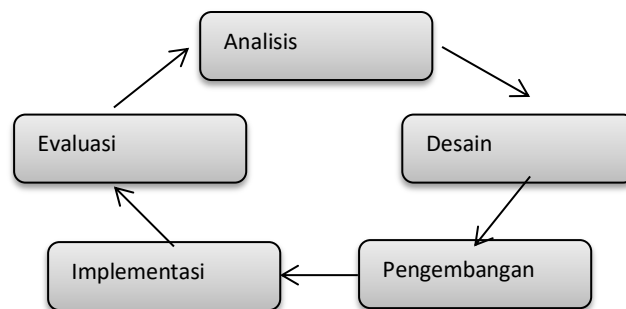 Analisis
Evaluasi
Desain
Implementasi
Pengembangan